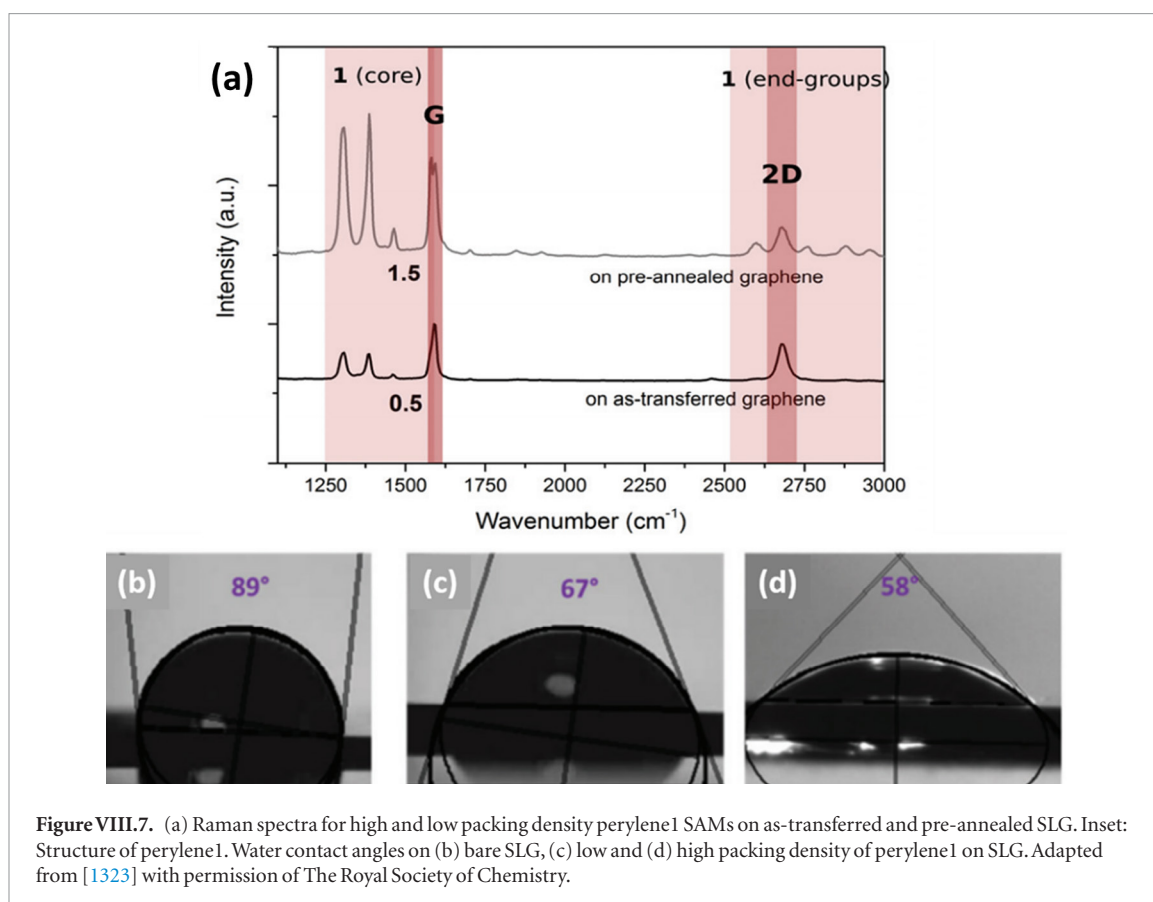 (a)
1 (core)
1 (end-groups)
G
2D
Intensity (a.u.)
1.5
on pre-annealed graphene
0.5
on as-transferred graphene
1250 1500 1750 2000 2250 2500 2750 3000
Wavenumber (cm⁻¹)
(b) 89° (c) 67° (d) 58°
Figure VIII.7. (a) Raman spectra for high and low packing density perylene1 SAMs on as-transferred and pre-annealed SLG. Inset:
Structure of perylene1. Water contact angles on (b) bare SLG, (c) low and (d) high packing density of perylene1 on SLG. Adapted
from [1323] with permission of The Royal Society of Chemistry.